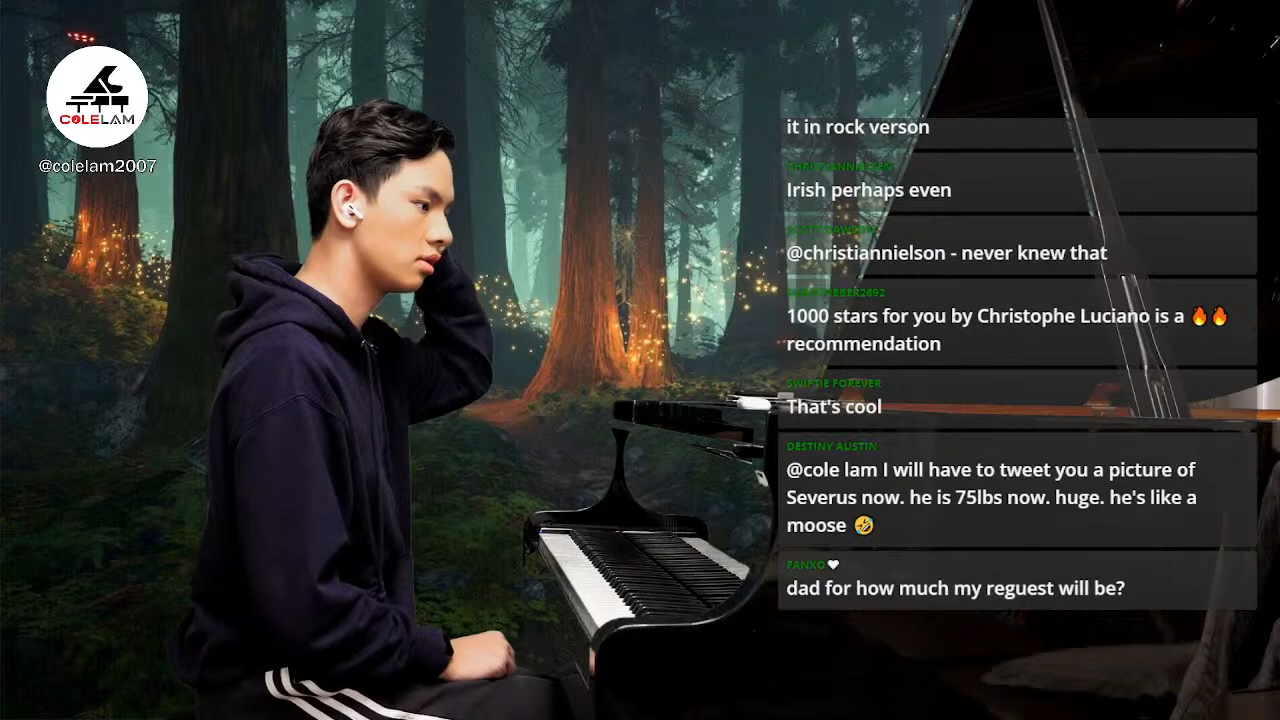 COLELAM
@colelam2007
it in rock verson
Irish perhaps even
@christiannielson - never knew that
1000 stars for you by Christophe Luciano is a 🔥🔥
recommendation
SWIFTIE FOREVER
That's cool
DESTINY AUSTIN
@cole lam I will have to tweet you a picture of
Severus now. he is 75lbs now. huge. he's like a
moose 🤣
FANXO🤍
dad for how much my reguest will be?